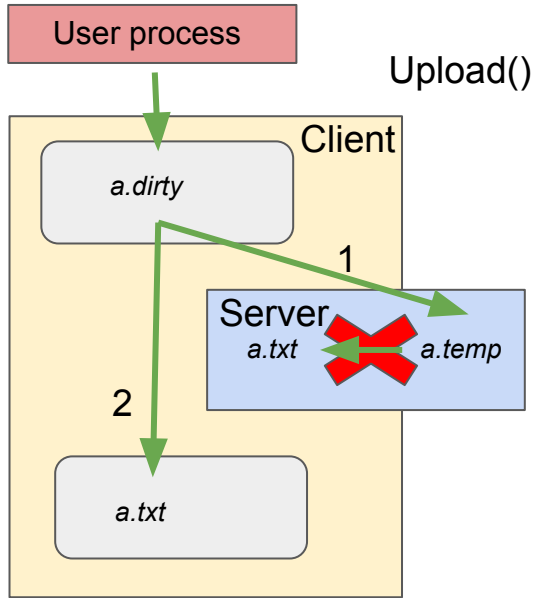 User process
Upload()
Client
a.dirty
1
Server
a.txt
a.temp
2
a.txt